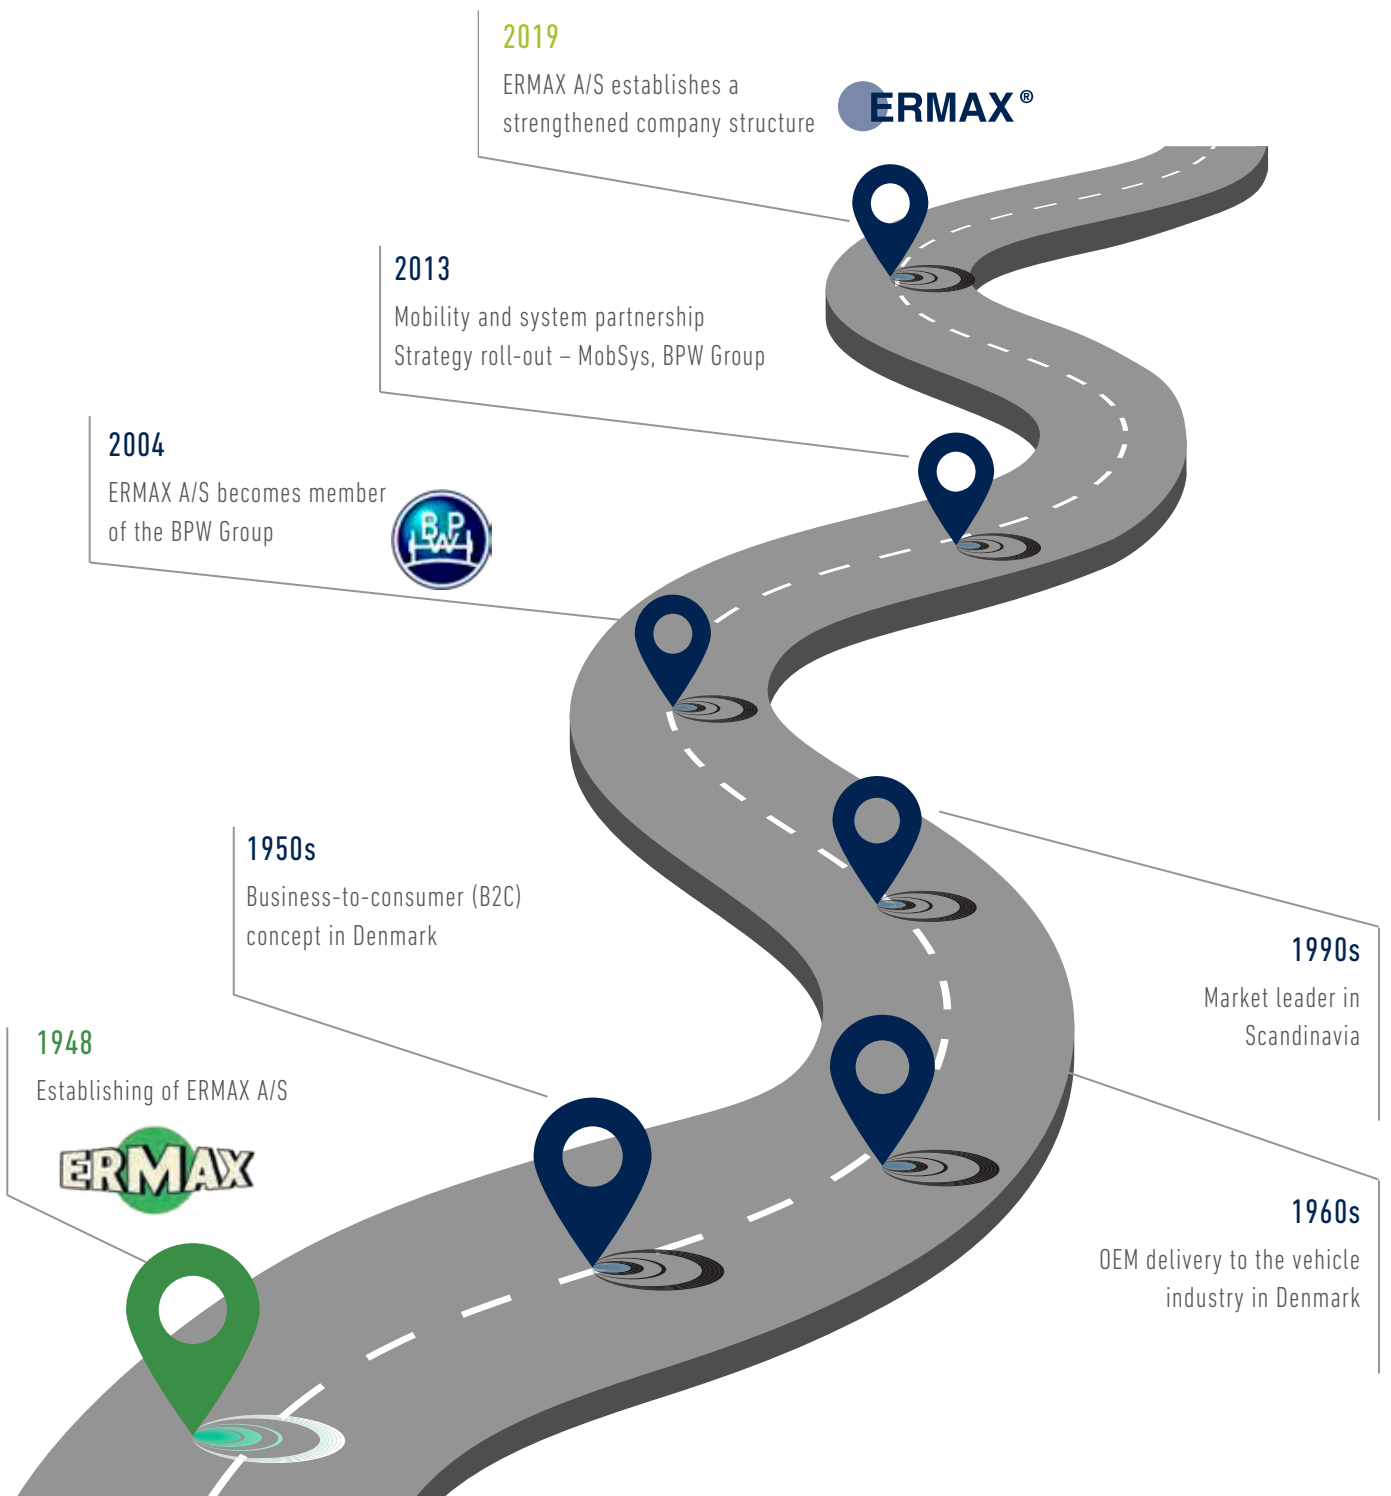 2019
ERMAX A/S establishes a
strengthened company structure
ERMAX®
2013
Mobility and system partnership
Strategy roll-out – MobSys, BPW Group
2004
ERMAX A/S becomes member
of the BPW Group
BPW
1950s
Business-to-consumer (B2C)
concept in Denmark
1990s
Market leader in
Scandinavia
1948
Establishing of ERMAX A/S
ERMAX
1960s
OEM delivery to the vehicle
industry in Denmark